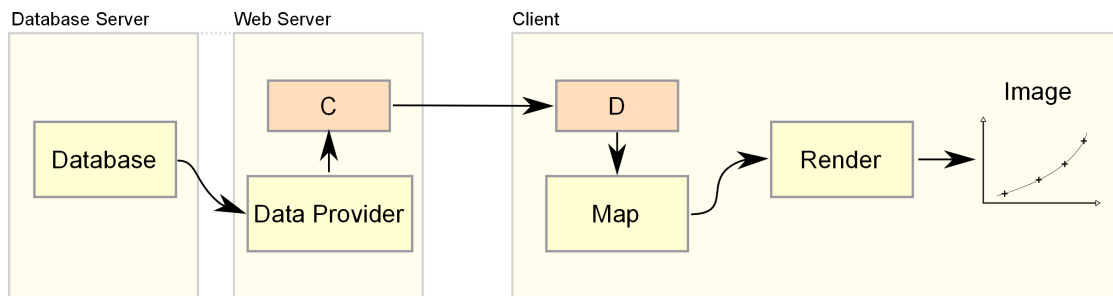 Database Server
Web Server
Client
C
D
Image
Database
Render
Data Provider
Map